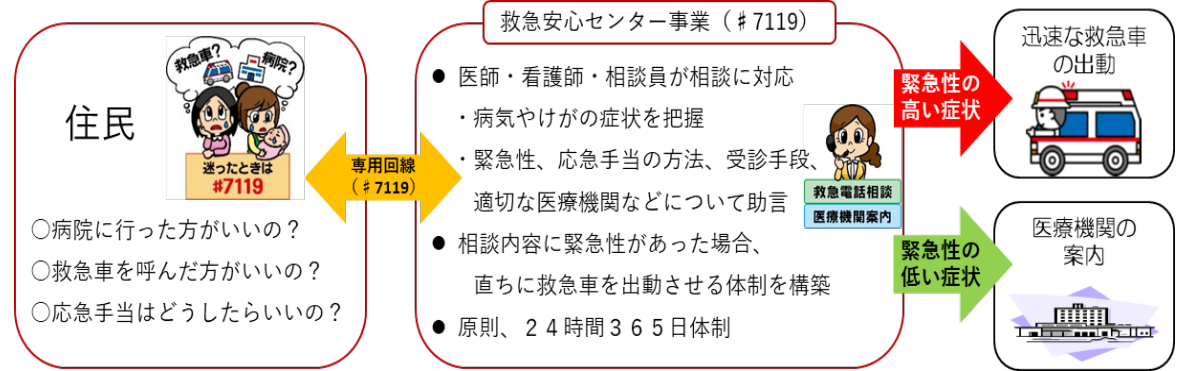 住民
救急車?
病院?
迷ったときは
#7119
○病院に行った方がいいの？
○救急車を呼んだ方がいいの？
○応急手当はどうしたらいいの？
専用回線
（♯7119）
救急安心センター事業（♯7119）
● 医師・看護師・相談員が相談に対応
・病気やけがの症状を把握
・緊急性、応急手当の方法、受診手段、
適切な医療機関などについて助言
● 相談内容に緊急性があった場合、
直ちに救急車を出動させる体制を構築
● 原則、２４時間３６５日体制
救急電話相談
医療機関案内
緊急性の
高い症状
迅速な救急車
の出動
緊急性の
低い症状
医療機関の
案内